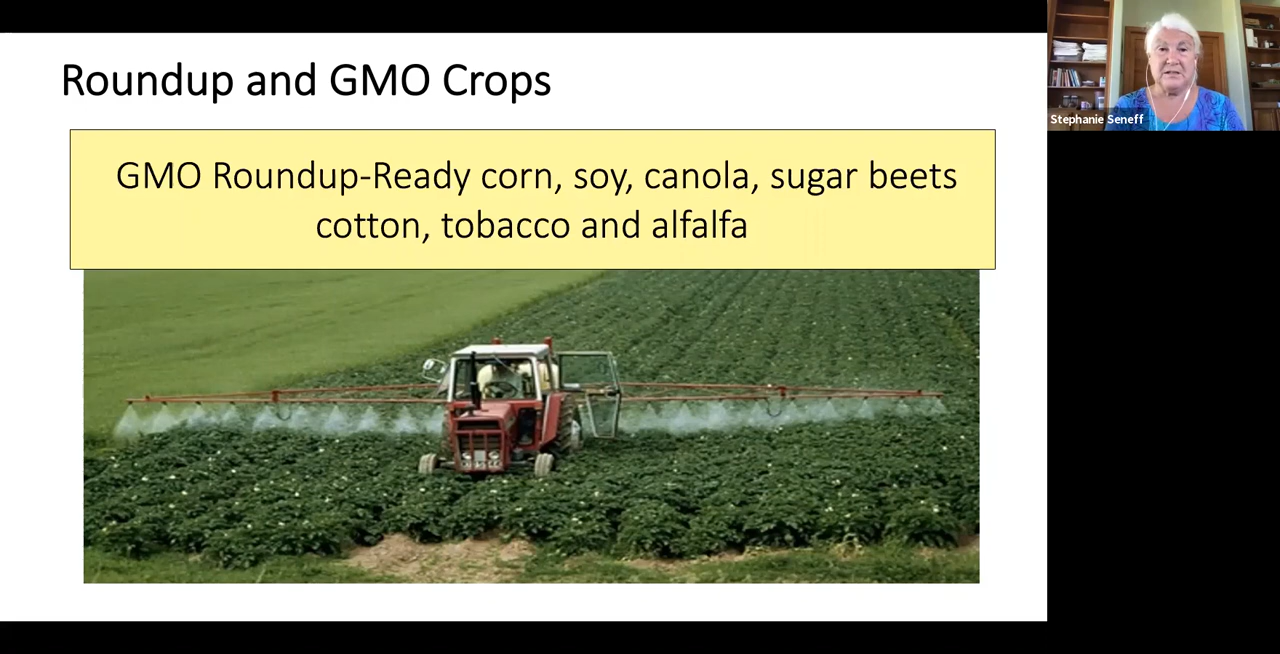 Roundup and GMO Crops
GMO Roundup-Ready corn, soy, canola, sugar beets
cotton, tobacco and alfalfa
Stephanie Seneff